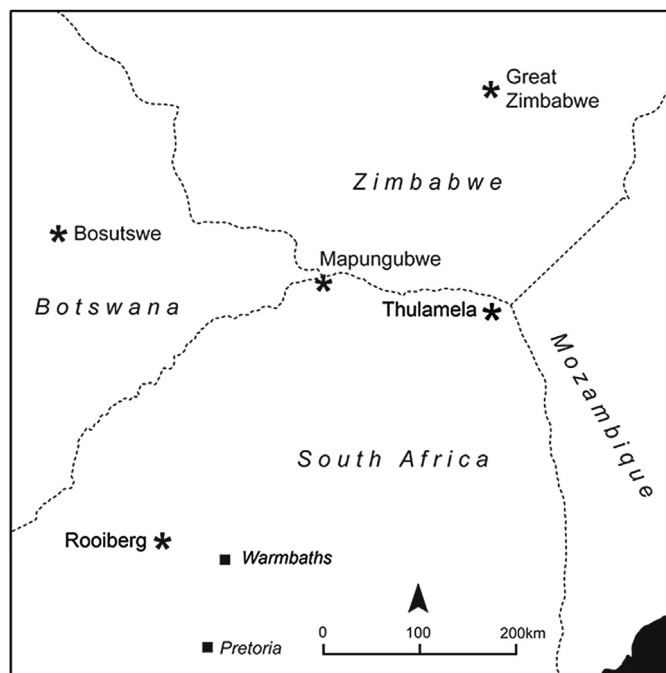 Great
Zimbabwe
Zimbabwe
Bosutswe
Mapungubwe
Botswana
Thulamela
Mozambique
South Africa
Rooiberg
Warmbaths
0 100 200km
Pretoria